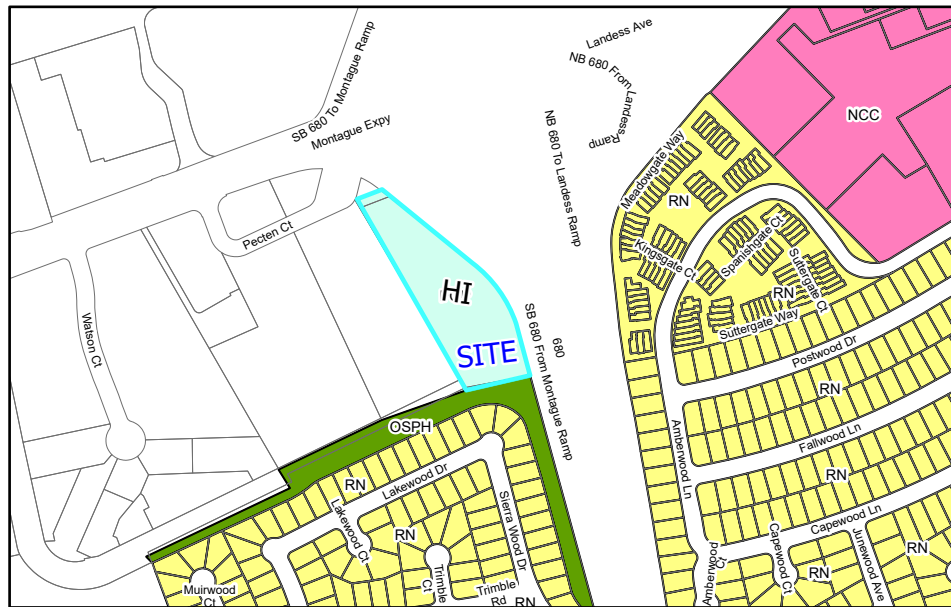 SB 680 To Montague Ramp
Montague Expy
Landess Ave
NB 680 From
Landess
Ramp
NB 680 To Landess Ramp
NCC
Meadowgate Way
RN
Pecten Ct
Kingsgate Ct
Spanishgate Ct
Suttergate Ct
RN
Suttergate Way
HI
SITE
Watson Ct
680
SB 680 From Montague Ramp
Postwood Dr
RN
OSPH
Amberwood Ln
Fallwood Ln
RN
RN
Lakewood Dr
Lakewood Ct
RN
Sierra Wood Dr
Capewood Ln
Muirwood
Ct
Trimble
Ct
Trimble
Rd
RN
Amberwood
Ct
Capewood Ct
RN
Junewood Ave
RN